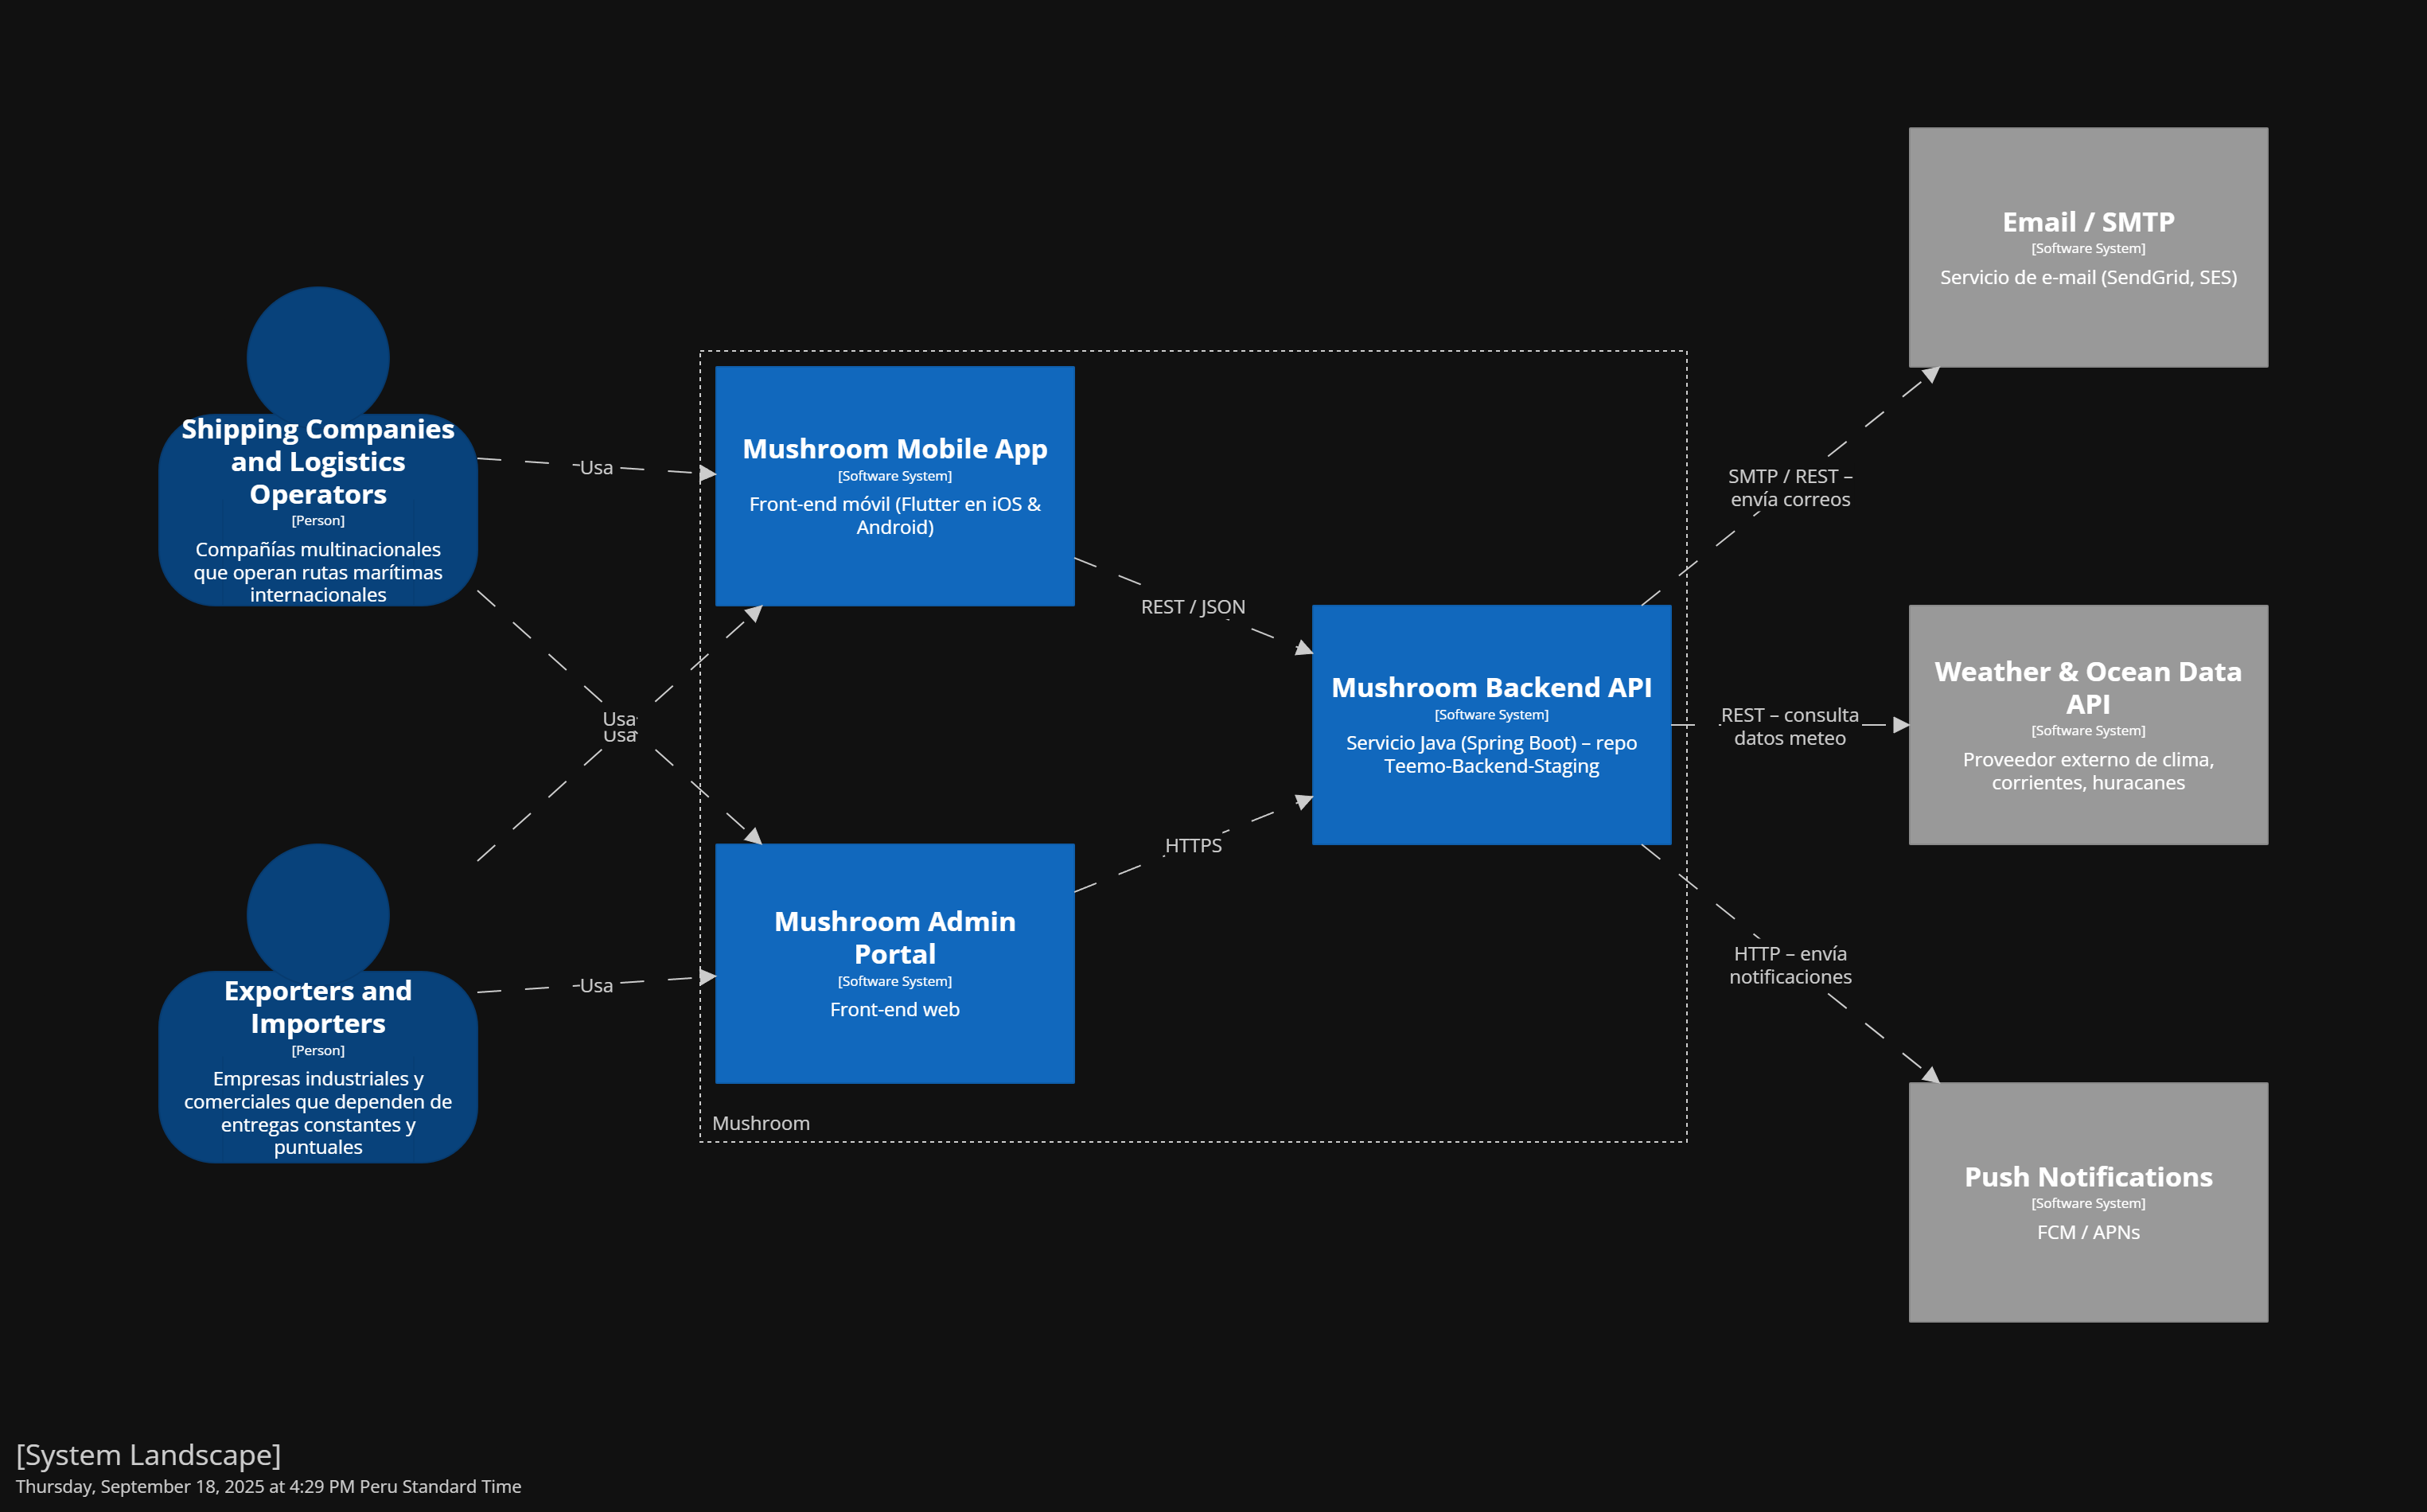 Shipping Companies
and Logistics
Operators
[Person]
Compañías multinacionales
que operan rutas marítimas
internacionales
Usa
Usa
Usa
Exporters and
Importers
[Person]
Empresas industriales y
comerciales que dependen de
entregas constantes y
puntuales
Usa
Mushroom Mobile App
[Software System]
Front-end móvil (Flutter en iOS &
Android)
Mushroom Admin
Portal
[Software System]
Front-end web
Mushroom
REST / JSON
HTTPS
Mushroom Backend API
[Software System]
Servicio Java (Spring Boot) – repo
Teemo-Backend-Staging
SMTP / REST –
envía correos
REST – consulta
datos meteo
HTTP – envía
notificaciones
Email / SMTP
[Software System]
Servicio de e-mail (SendGrid, SES)
Weather & Ocean Data
API
[Software System]
Proveedor externo de clima,
corrientes, huracanes
Push Notifications
[Software System]
FCM / APNs
[System Landscape]
Thursday, September 18, 2025 at 4:29 PM Peru Standard Time